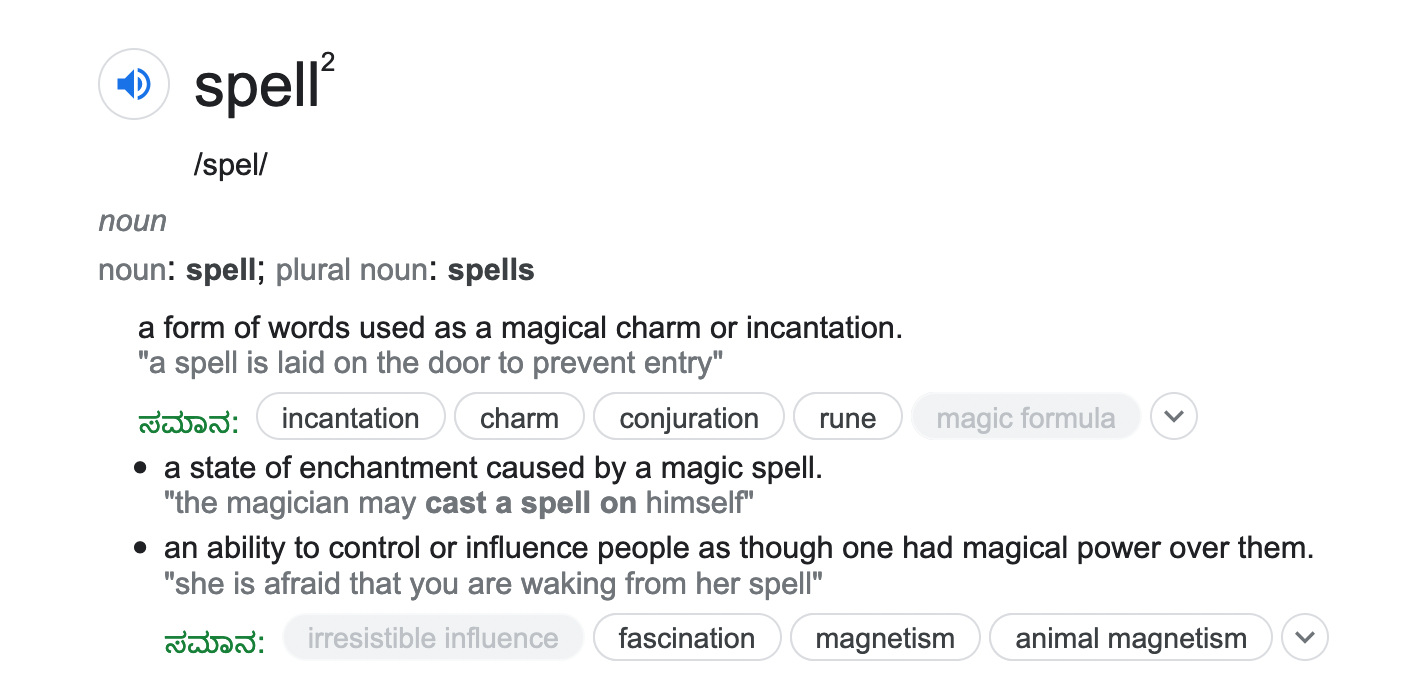 spell²
/spel/
noun
noun: spell; plural noun: spells
a form of words used as a magical charm or incantation.
"a spell is laid on the door to prevent entry"
ಸಮಾನ: incantation charm conjuration rune magic formula
• a state of enchantment caused by a magic spell.
"the magician may cast a spell on himself"
• an ability to control or influence people as though one had magical power over them.
"she is afraid that you are waking from her spell"
ಸಮಾನ: irresistible influence fascination magnetism animal magnetism